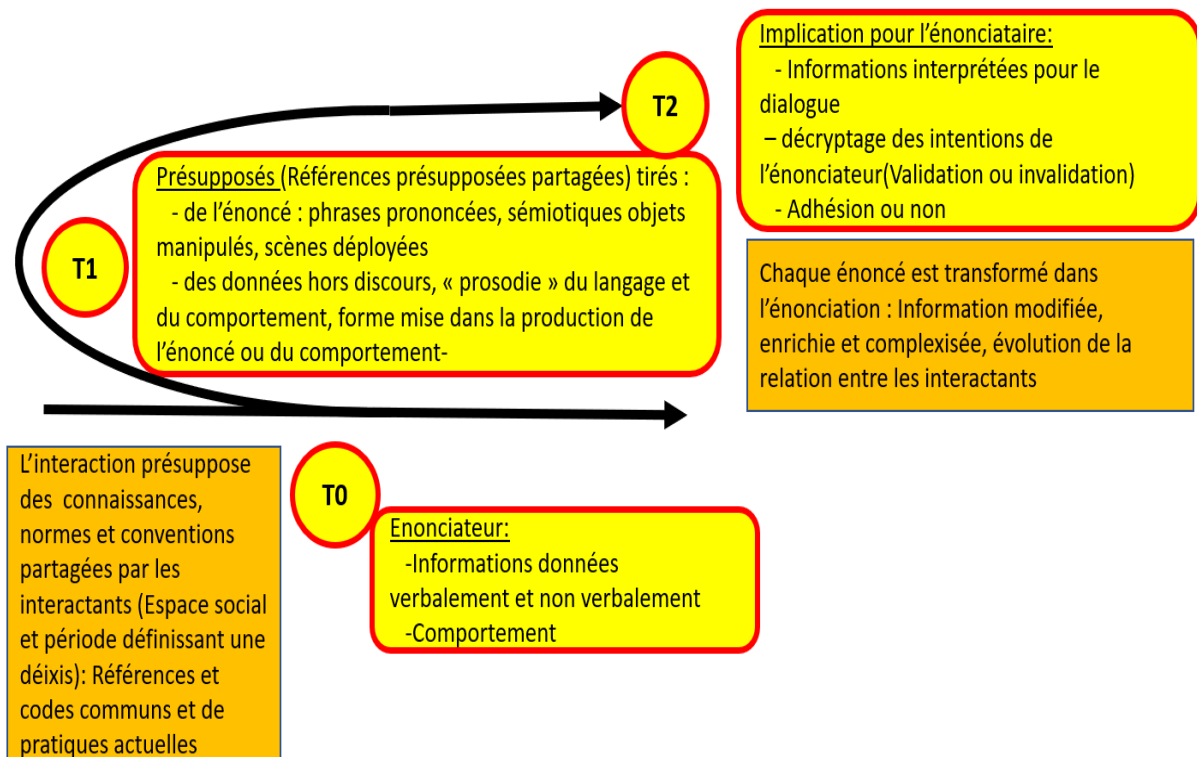 Implication pour l'énonciataire:
- Informations interprétées pour le
dialogue
– décryptage des intentions de
l'énonciateur(Validation ou invalidation)
- Adhésion ou non
T2
Présupposés (Références présupposées partagées) tirés :
- de l'énoncé : phrases prononcées, sémiotiques objets
manipulés, scènes déployées
- des données hors discours, « prosodie » du langage et
du comportement, forme mise dans la production de
l'énoncé ou du comportement-
T1
Chaque énoncé est transformé dans
l'énonciation : Information modifiée,
enrichie et complexisée, évolution de la
relation entre les interactants
L'interaction présuppose
des connaissances,
normes et conventions
partagées par les
interactants (Espace social
et période définissant une
déixis): Références et
codes communs et de
pratiques actuelles
T0
Enonciateur:
-Informations données
verbalement et non verbalement
-Comportement